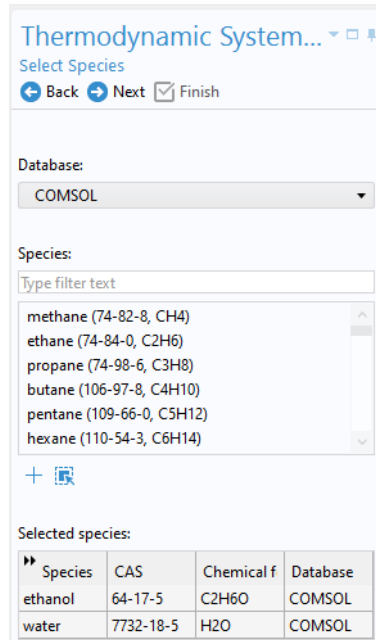 Thermodynamic System...
Select Species
Back Next Finish
Database:
COMSOL
Species:
Type filter text
methane (74-82-8, CH4)
ethane (74-84-0, C2H6)
propane (74-98-6, C3H8)
butane (106-97-8, C4H10)
pentane (109-66-0, C5H12)
hexane (110-54-3, C6H14)
Selected species:
Species CAS Chemical f Database
ethanol 64-17-5 C2H6O COMSOL
water 7732-18-5 H2O COMSOL